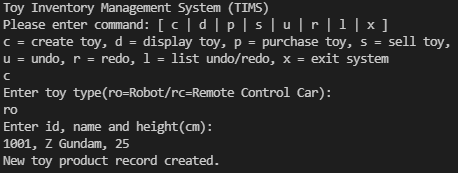 Toy Inventory Management System (TIMS)
Please enter command: [ c | d | p | s | u | r | l | x ]
c = create toy, d = display toy, p = purchase toy, s = sell toy,
u = undo, r = redo, l = list undo/redo, x = exit system
c
Enter toy type(ro=Robot/rc=Remote Control Car):
ro
Enter id, name and height(cm):
1001, Z Gundam, 25
New toy product record created.